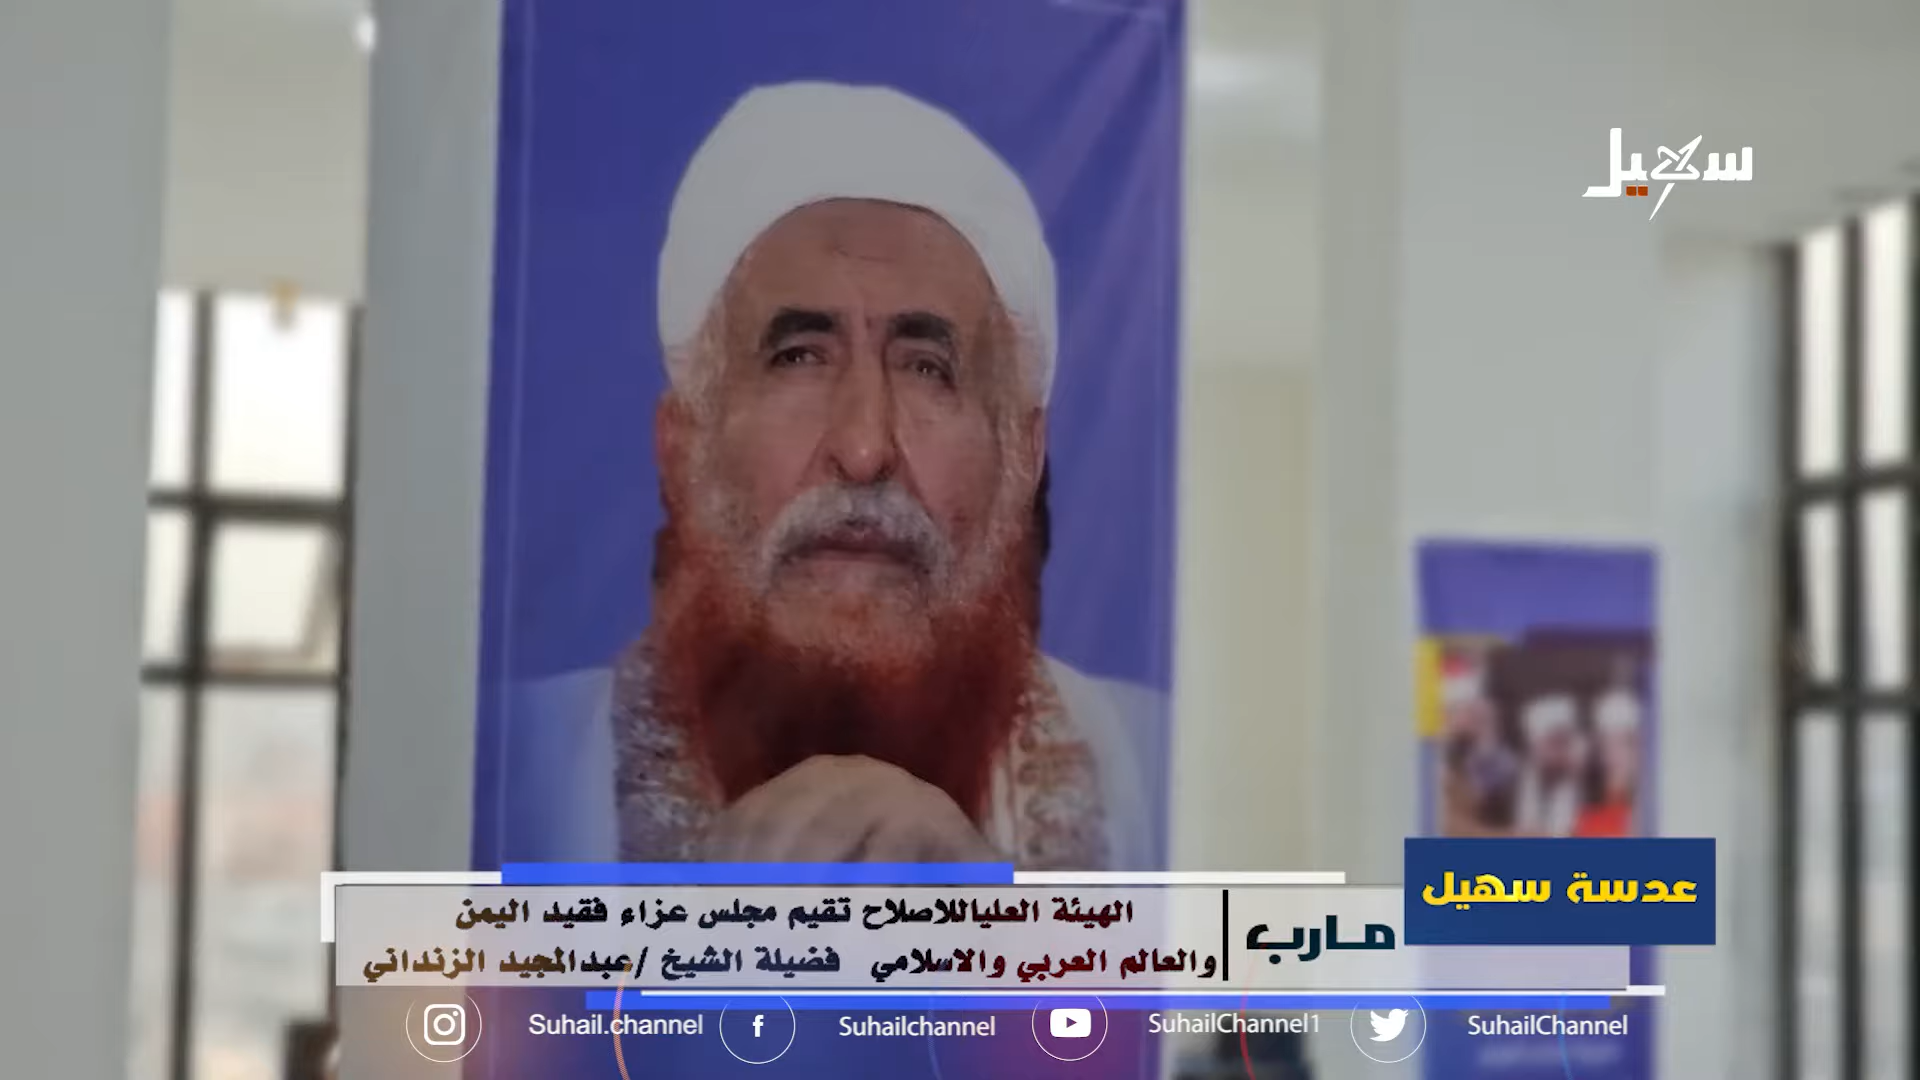 سهيل
عدسة سهيل
مارب
الهيئة العلياللاصلاح تقيم مجلس عزاء فقيد اليمن
والعالم العربي والاسلامي فضيلة الشيخ /عبدالمجيد الزنداني
Suhail.channel
Suhailchannel
SuhailChannel1
SuhailChannel